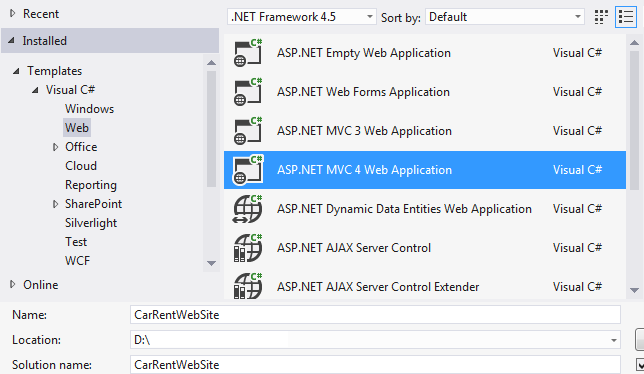 Recent
Installed
Templates
Visual C#
Windows
Web
Office
Cloud
Reporting
SharePoint
Silverlight
Test
WCF
Online
.NET Framework 4.5 Sort by: Default
C# ASP.NET Empty Web Application Visual C#
C# ASP.NET Web Forms Application Visual C#
C# ASP.NET MVC 3 Web Application Visual C#
C# ASP.NET MVC 4 Web Application Visual C#
C# ASP.NET Dynamic Data Entities Web Application Visual C#
C# ASP.NET AJAX Server Control Visual C#
C# ASP.NET AJAX Server Control Extender Visual C#
Name: CarRentWebSite
Location: D:\
Solution name: CarRentWebSite